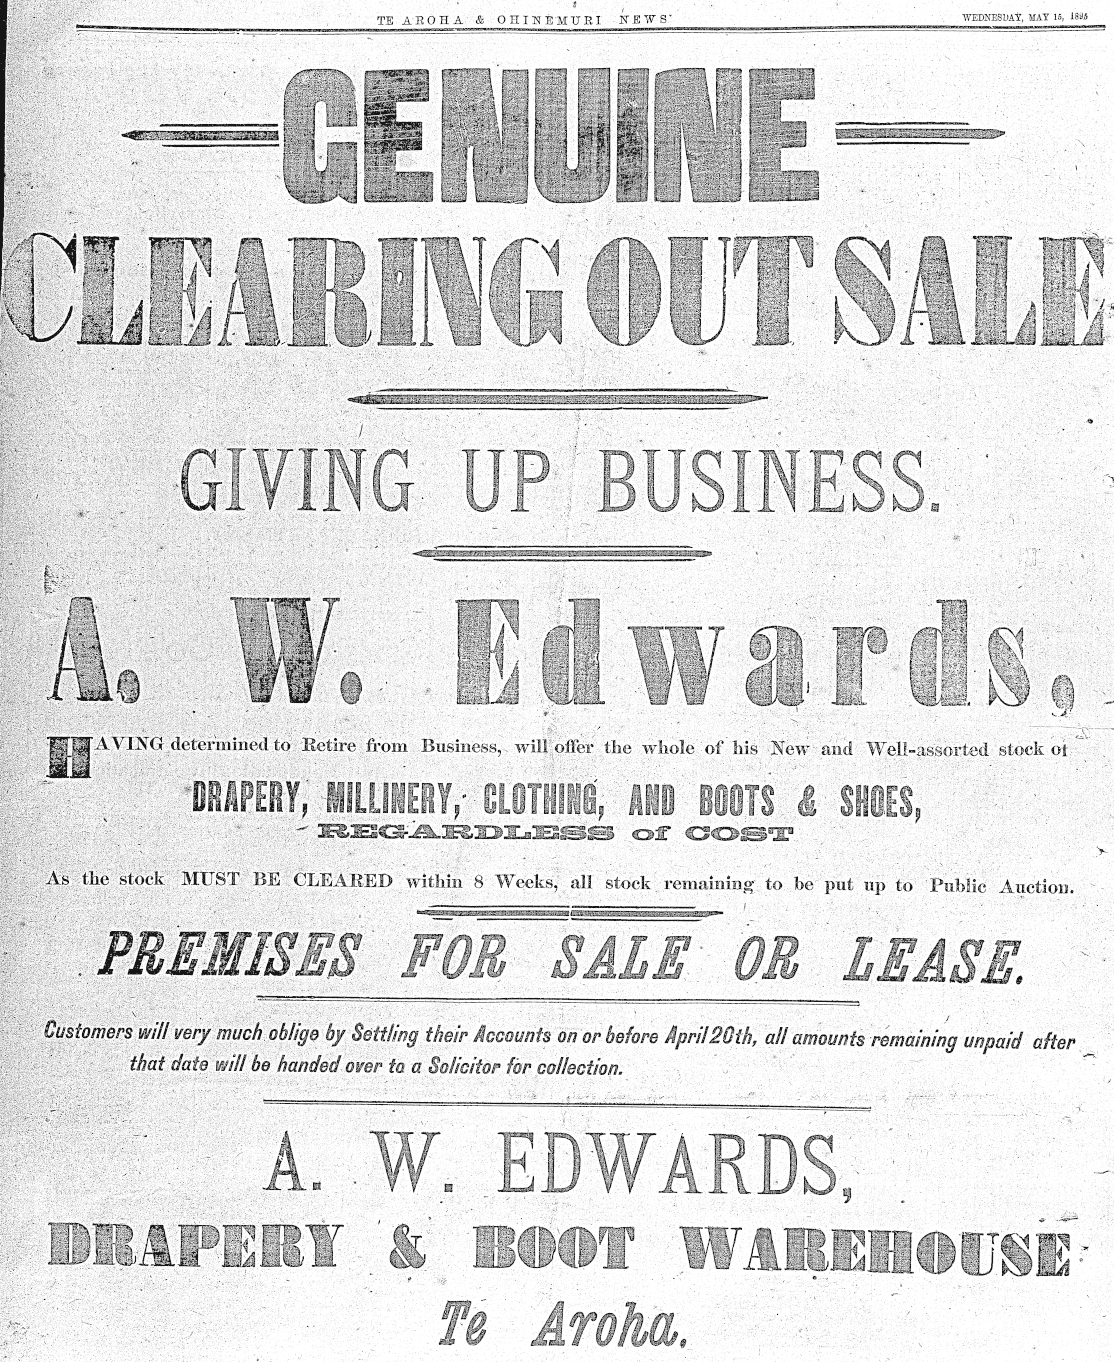 TE AROHA & OHINEMURI NEWS
WEDNESDAY, MAY 15, 1895
GENUINE
CLEARING OUT SALE
GIVING UP BUSINESS.
A. W. Edwards,
HAVING determined to Retire from Business, will offer the whole of his New and Well-assorted stock of
DRAPERY, MILLINERY, CLOTHING, AND BOOTS & SHOES,
REGARDLESS of COST
As the stock MUST BE CLEARED within 8 Weeks, all stock remaining to be put up to Public Auction.
PREMISES FOR SALE OR LEASE.
Customers will very much oblige by Settling their Accounts on or before April 20th, all amounts remaining unpaid after
that date will be handed over to a Solicitor for collection.
A. W. EDWARDS,
DRAPERY & BOOT WAREHOUSE
Te Aroha.